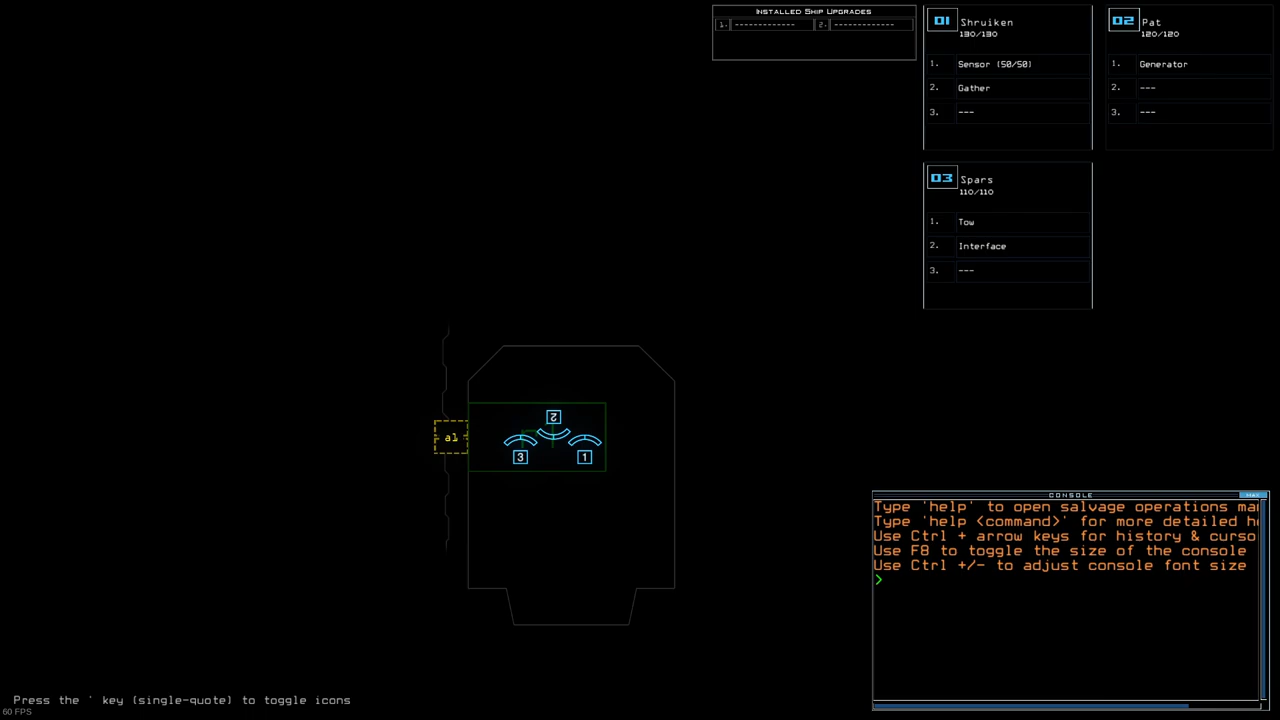 Installed Ship Upgrades
1. ------------- 2. -------------
01 Shruiken
130/130
1. Sensor (50/50)
2. Gather
3. ---
02 Pat
120/120
1. Generator
2. ---
3. ---
03 Spars
110/110
1. Tow
2. Interface
3. ---
a1
2
3
1
CONSOLE
MAX
Type 'help' to open salvage operations ma
Type 'help <command>' for more detailed h
Use Ctrl + arrow keys for history & curso
Use F8 to toggle the size of the console
Use Ctrl +/- to adjust console font size
>
Press the ' key (single-quote) to toggle icons
60 FPS